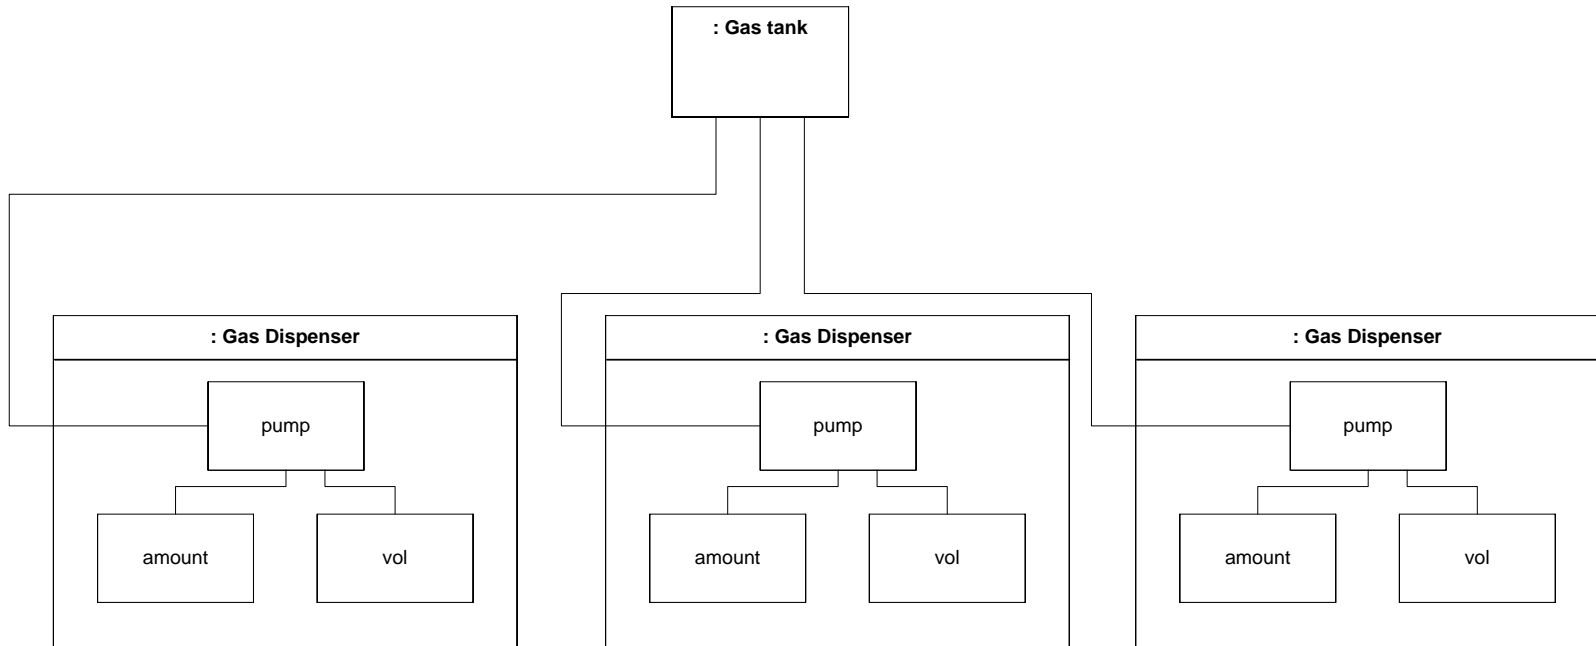 : Gas tank
: Gas Dispenser
pump
amount
vol
: Gas Dispenser
pump
amount
vol
: Gas Dispenser
pump
amount
vol